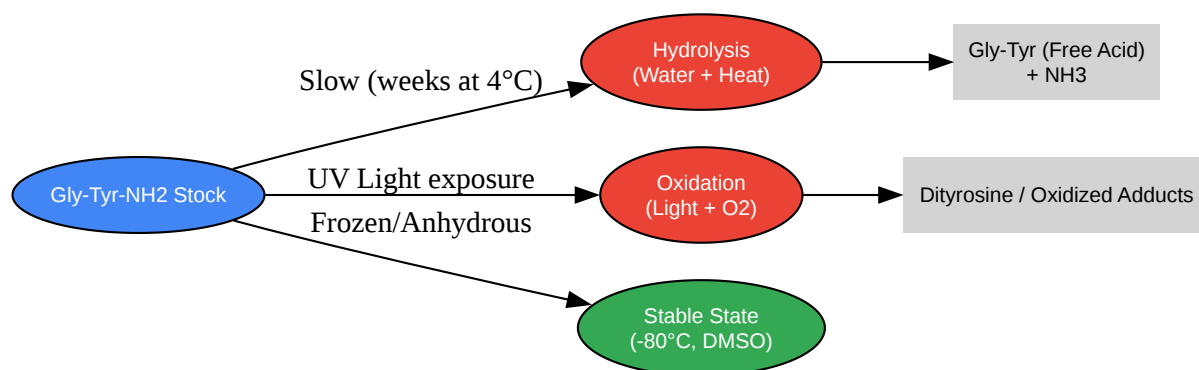 Hydrolysis
(Water + Heat)
Gly-Tyr (Free Acid)
+ NH3
Slow (weeks at 4°C)
Gly-Tyr-NH2 Stock
UV Light exposure
Oxidation
(Light + O2)
Dityrosine / Oxidized Adducts
Frozen/Anhydrous
Stable State
(-80°C, DMSO)